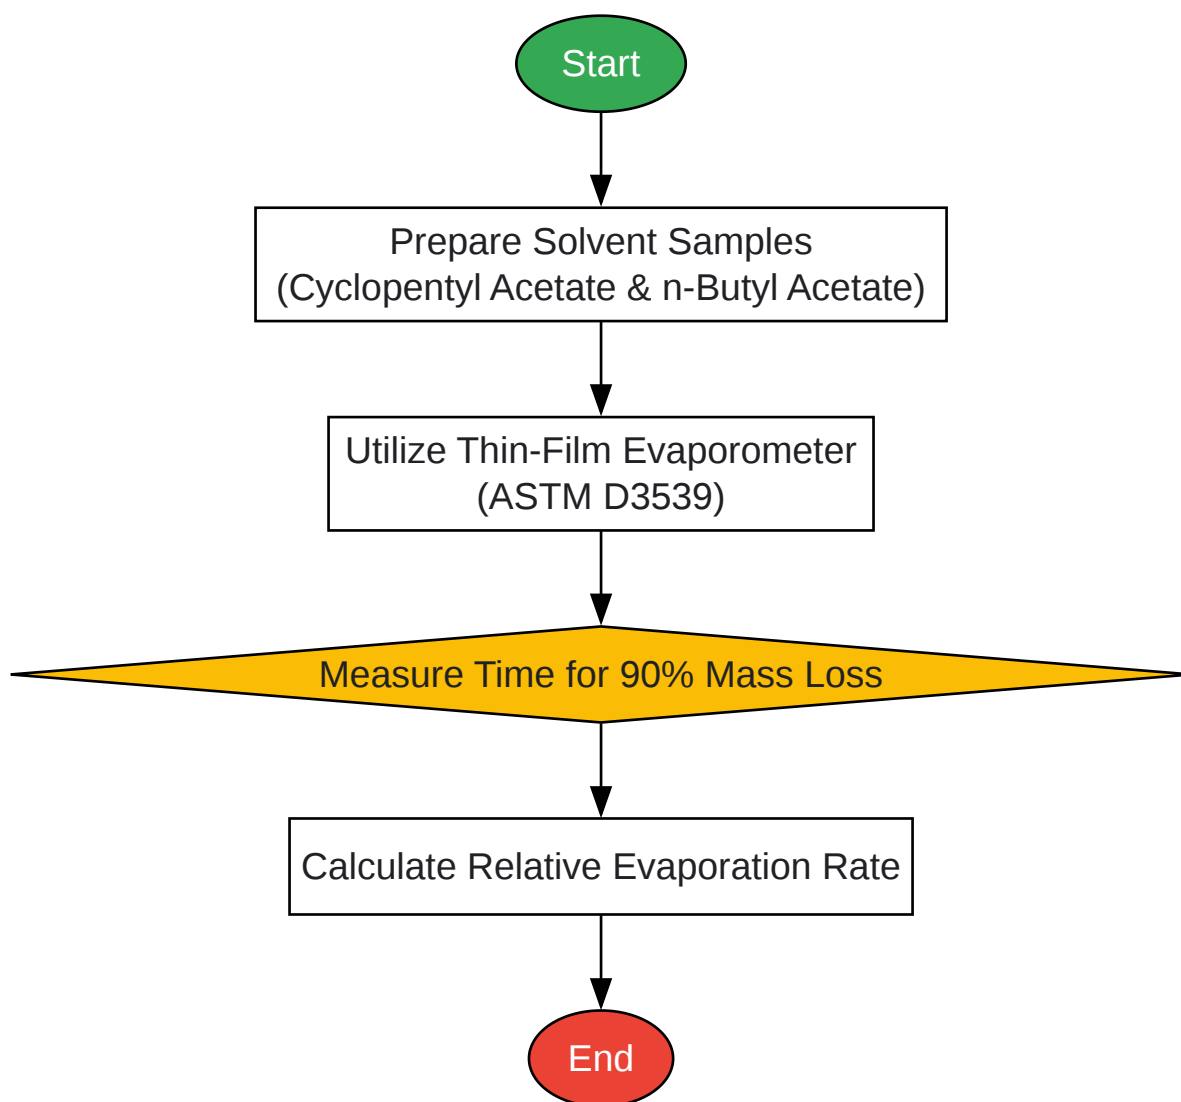 Start
Prepare Solvent Samples
(Cyclopentyl Acetate & n-Butyl Acetate)
Utilize Thin-Film Evaporometer
(ASTM D3539)
Measure Time for 90% Mass Loss
Calculate Relative Evaporation Rate
End